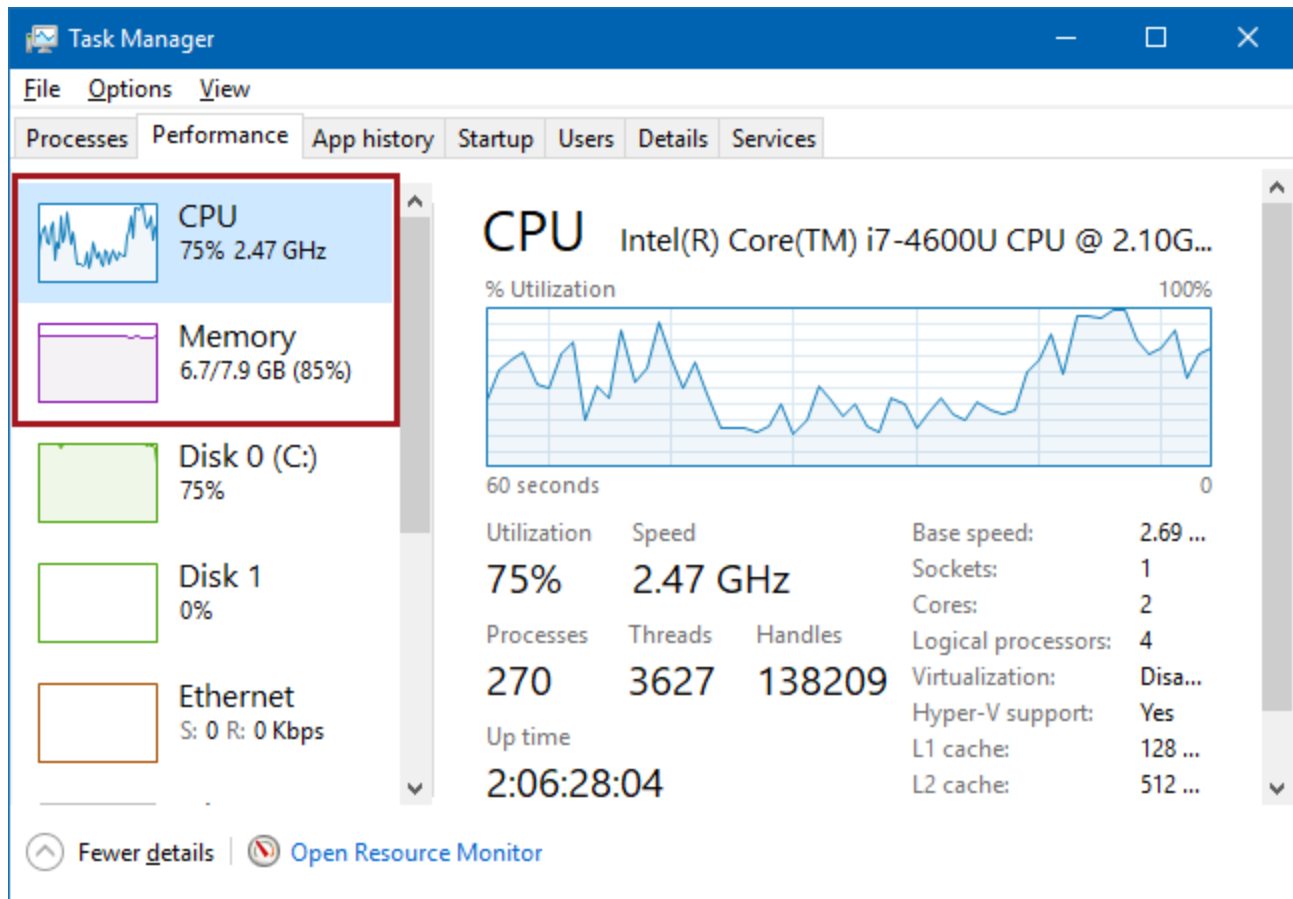 Task Manager
File Options View
Processes Performance App history Startup Users Details Services
CPU
75% 2.47 GHz
Memory
6.7/7.9 GB (85%)
Disk 0 (C:)
75%
Disk 1
0%
Ethernet
S: 0 R: 0 Kbps
CPU Intel(R) Core(TM) i7-4600U CPU @ 2.10G...
% Utilization 100%
60 seconds 0
Utilization Speed
75% 2.47 GHz
Processes Threads Handles
270 3627 138209
Up time
2:06:28:04
Base speed: 2.69 ...
Sockets: 1
Cores: 2
Logical processors: 4
Virtualization: Disa...
Hyper-V support: Yes
L1 cache: 128 ...
L2 cache: 512 ...
Fewer details Open Resource Monitor